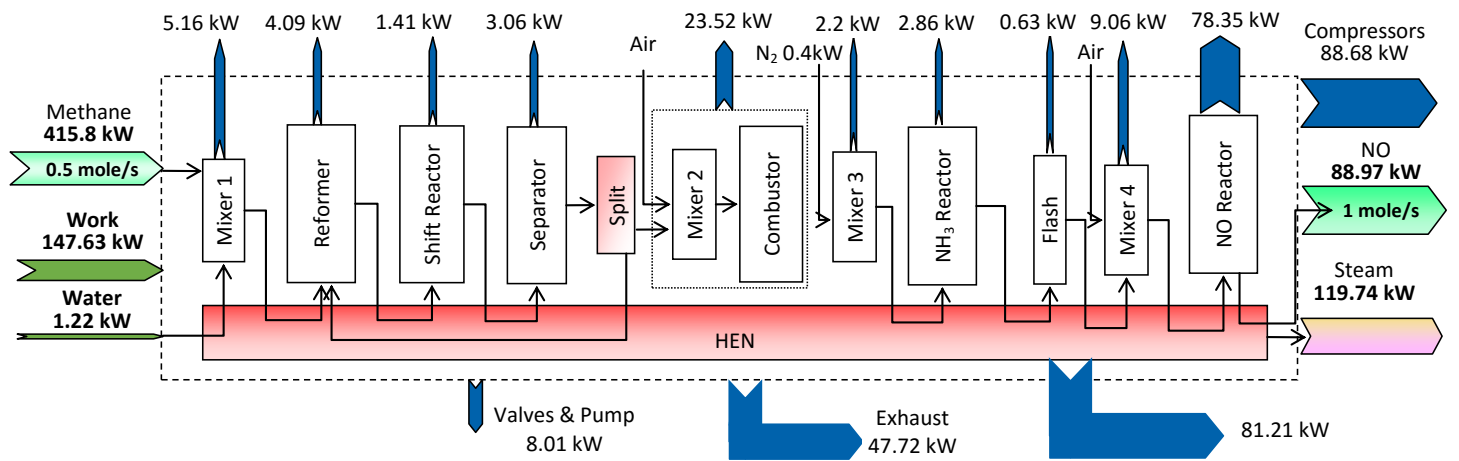 5.16 kW
4.09 kW
1.41 kW
3.06 kW
23.52 kW
2.2 kW
2.86 kW
0.63 kW
9.06 kW
78.35 kW
Air
N₂ 0.4kW
Air
Compressors
88.68 kW
Methane
415.8 kW
0.5 mole/s
Work
147.63 kW
Water
1.22 kW
Mixer 1
Reformer
Shift Reactor
Separator
Split
Mixer 2
Combustor
Mixer 3
NH₃ Reactor
Flash
Mixer 4
NO Reactor
NO
88.97 kW
1 mole/s
Steam
119.74 kW
HEN
Valves & Pump
8.01 kW
Exhaust
47.72 kW
81.21 kW